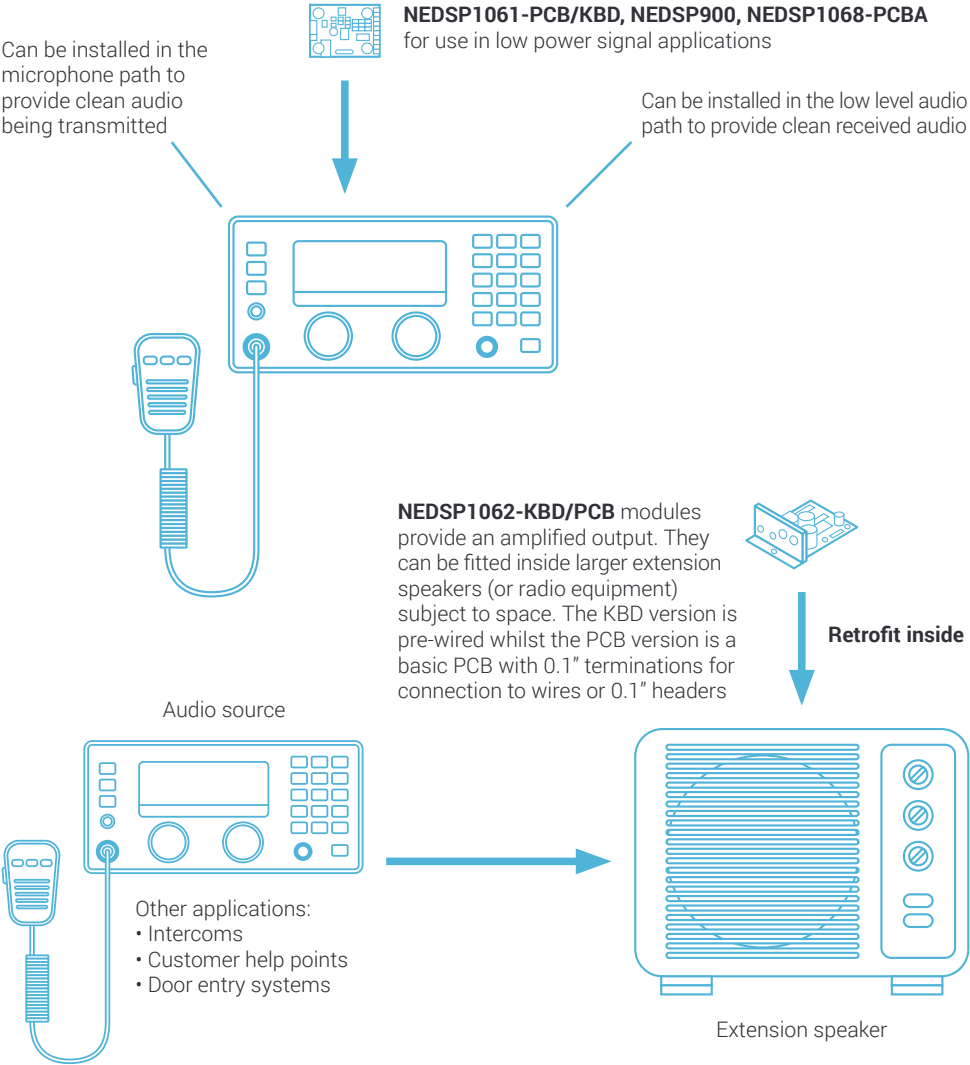 NEDSP1061-PCB/KBD, NEDSP900, NEDSP1068-PCBA
for use in low power signal applications
Can be installed in the
microphone path to
provide clean audio
being transmitted
Can be installed in the low level audio
path to provide clean received audio
NEDSP1062-KBD/PCB modules
provide an amplified output. They
can be fitted inside larger extension
speakers (or radio equipment)
subject to space. The KBD version is
pre-wired whilst the PCB version is a
basic PCB with 0.1” terminations for
connection to wires or 0.1” headers
Retrofit inside
Audio source
Other applications:
• Intercoms
• Customer help points
• Door entry systems
Extension speaker